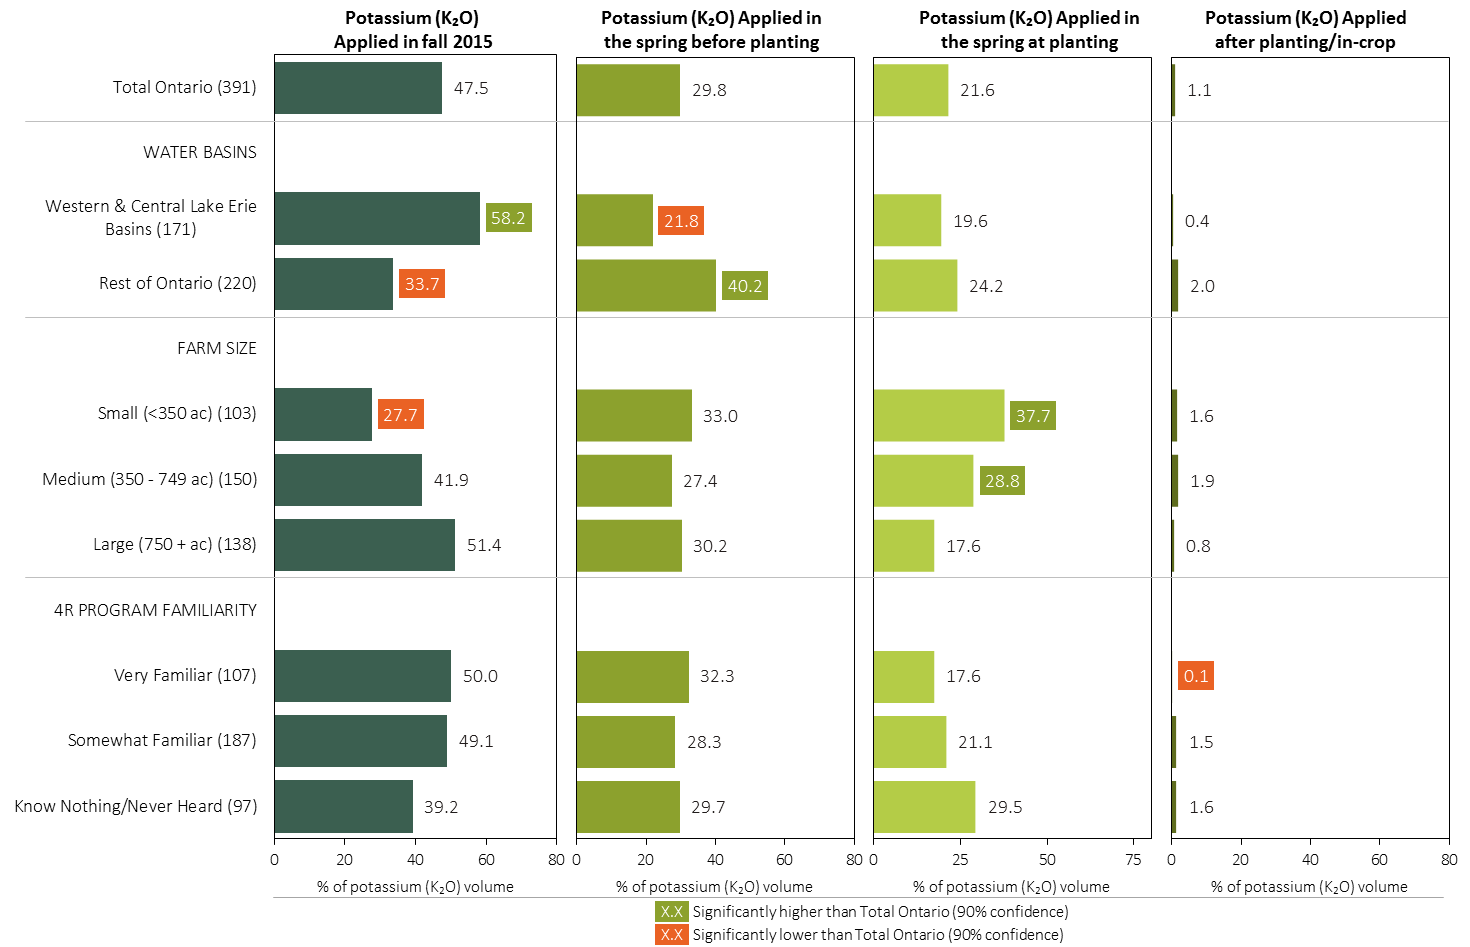 Potassium (K₂O)
Applied in fall 2015
Potassium (K₂O) Applied in
the spring before planting
Potassium (K₂O) Applied in
the spring at planting
Potassium (K₂O) Applied
after planting/in-crop
Total Ontario (391) 47.5 29.8 21.6 1.1
WATER BASINS
Western & Central Lake Erie
Basins (171) 58.2 21.8 19.6 0.4
Rest of Ontario (220) 33.7 40.2 24.2 2.0
FARM SIZE
Small (<350 ac) (103) 27.7 33.0 37.7 1.6
Medium (350 - 749 ac) (150) 41.9 27.4 28.8 1.9
Large (750 + ac) (138) 51.4 30.2 17.6 0.8
4R PROGRAM FAMILIARITY
Very Familiar (107) 50.0 32.3 17.6 0.1
Somewhat Familiar (187) 49.1 28.3 21.1 1.5
Know Nothing/Never Heard (97) 39.2 29.7 29.5 1.6
0 20 40 60 80 0 20 40 60 80 0 25 50 75 0 20 40 60 80
% of potassium (K₂O) volume % of potassium (K₂O) volume % of potassium (K₂O) volume % of potassium (K₂O) volume
X.X Significantly higher than Total Ontario (90% confidence)
X.X Significantly lower than Total Ontario (90% confidence)